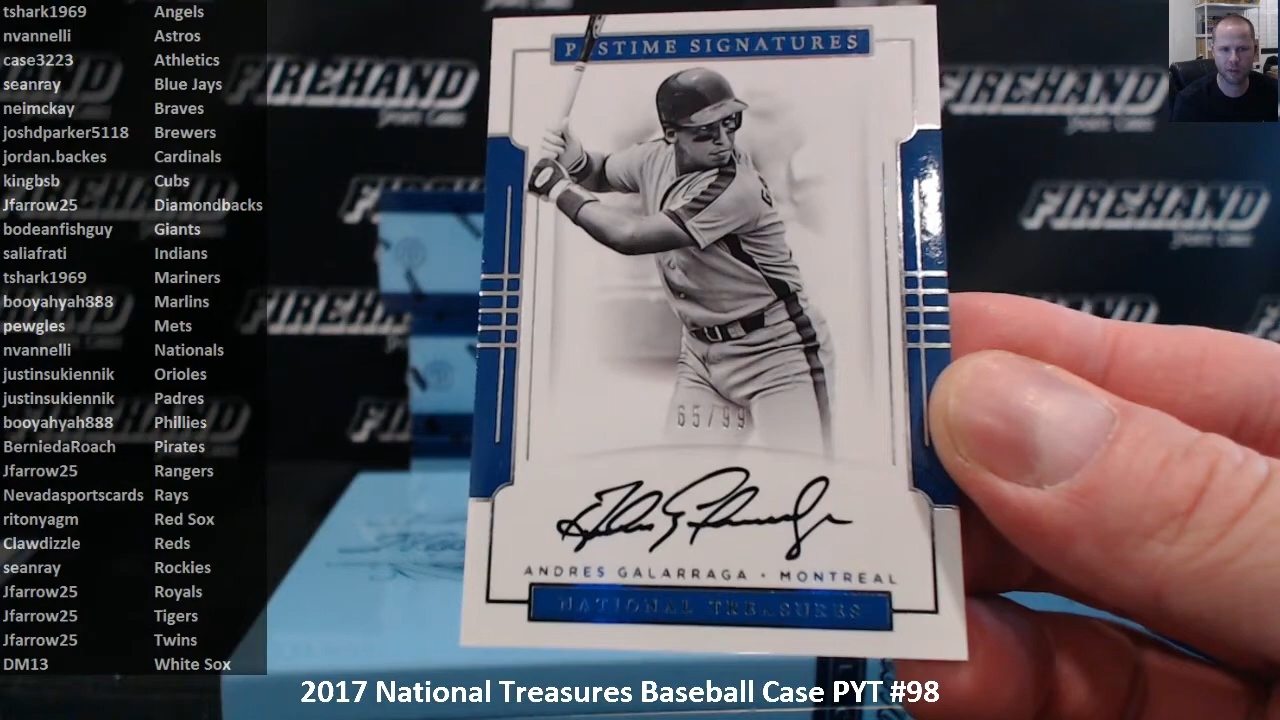 tshark1969 Angels
nvannelli Astros
case3223 Athletics
seanray Blue Jays
neimckay Braves
joshdparker5118 Brewers
jordan.backes Cardinals
kingbsb Cubs
Jfarrow25 Diamondbacks
bodeanfishguy Giants
saliafrati Indians
tshark1969 Mariners
booyahyah888 Marlins
pewgles Mets
nvannelli Nationals
justinsukiennik Orioles
justinsukiennik Padres
booyahyah888 Phillies
BerniedaRoach Pirates
Jfarrow25 Rangers
Nevadasportscards Rays
ritonyagm Red Sox
Clawdizzle Reds
seanray Rockies
Jfarrow25 Royals
Jfarrow25 Tigers
Jfarrow25 Twins
DM13 White Sox
FIREHAND
FIREHAND
FIREHAND
FIREHAND
PASTIME SIGNATURES
65/99
ANDRES GALARRAGA • MONTREAL
NATIONAL TREASURES
2017 National Treasures Baseball Case PYT #98